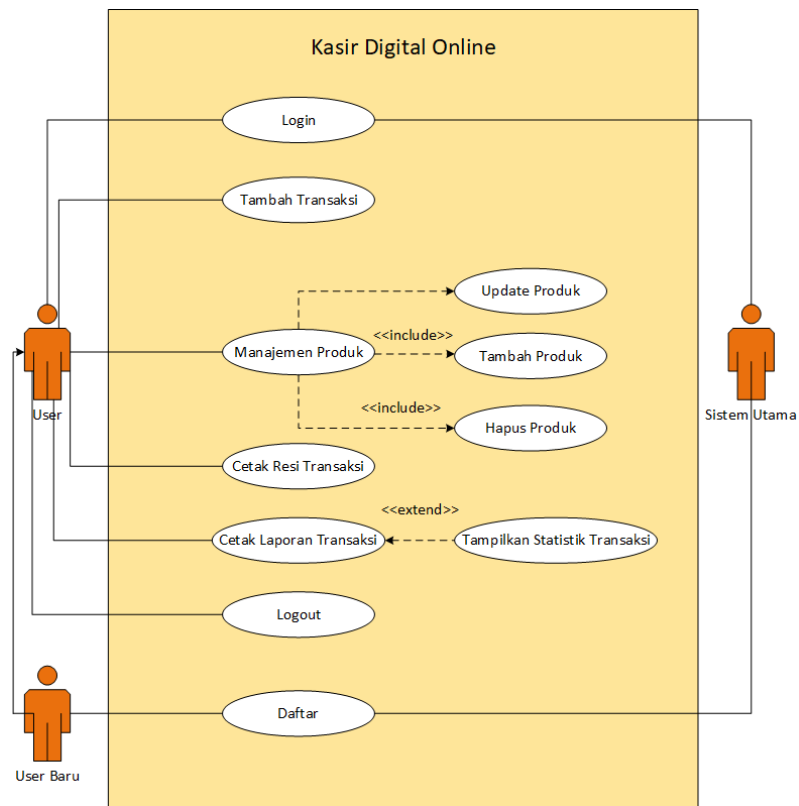 Kasir Digital Online
Login
Tambah Transaksi
Update Produk
<<include>>
Manajemen Produk
Tambah Produk
User
Sistem Utama
<<include>>
Hapus Produk
Cetak Resi Transaksi
<<extend>>
Cetak Laporan Transaksi
Tampilkan Statistik Transaksi
Logout
Daftar
User Baru